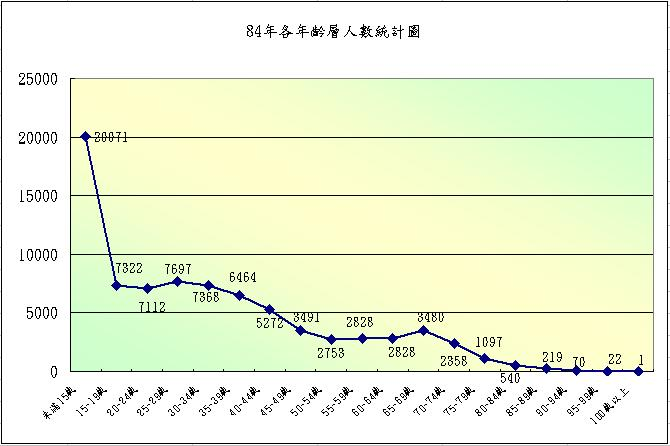 84年各年齡層人數統計圖
25000
20000
15000
10000
5000
0
20071
7322
7112
7697
7368
6464
5272
3491
2753
2828
2828
3480
2358
1097
540
219
70
22
1
未滿15歲
15-19歲
20-24歲
25-29歲
30-34歲
35-39歲
40-44歲
45-49歲
50-54歲
55-59歲
60-64歲
65-69歲
70-74歲
75-79歲
80-84歲
85-89歲
90-94歲
95-99歲
100歲以上